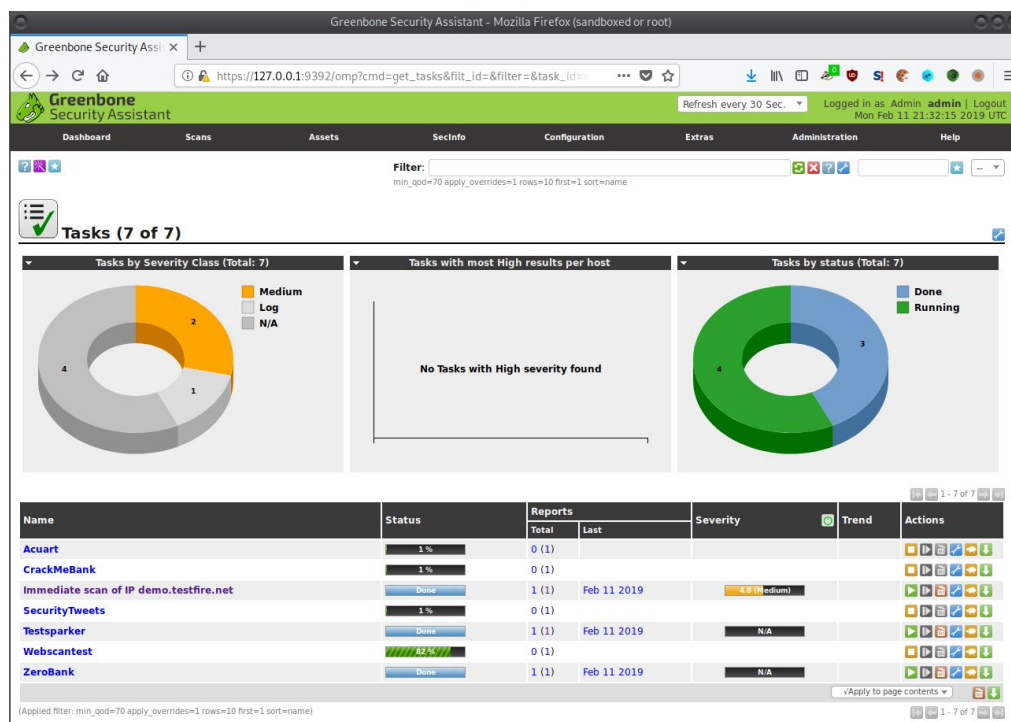 Greenbone Security Assistant - Mozilla Firefox (sandboxed or root)
Greenbone Security Assis
https://127.0.0.1:9392/omp?cmd=get_tasks&filt_id=&filter=&task_id=
Greenbone
Security Assistant
Refresh every 30 Sec.
Logged in as Admin admin | Logout
Mon Feb 11 21:32:15 2019 UTC
Dashboard Scans Assets SecInfo Configuration Extras Administration Help
Filter:
--
min_qod=70 apply_overrides=1 rows=10 first=1 sort=name
Tasks (7 of 7)
Tasks by Severity Class (Total: 7)
Medium
Log
N/A
2
4
1
Tasks with most High results per host
No Tasks with High severity found
Tasks by status (Total: 7)
Done
Running
3
4
1 - 7 of 7
Name Status Reports Severity Trend Actions
Total Last
Acuart 1 % 0 (1)
CrackMeBank 1 % 0 (1)
Immediate scan of IP demo.testfire.net Done 1 (1) Feb 11 2019 4.8 (Medium)
SecurityTweets 1 % 0 (1)
Testsparker Done 1 (1) Feb 11 2019 N/A
Webscantest 82 % 0 (1)
ZeroBank Done 1 (1) Feb 11 2019 N/A
√Apply to page contents
(Applied filter: min_qod=70 apply_overrides=1 rows=10 first=1 sort=name)
1 - 7 of 7